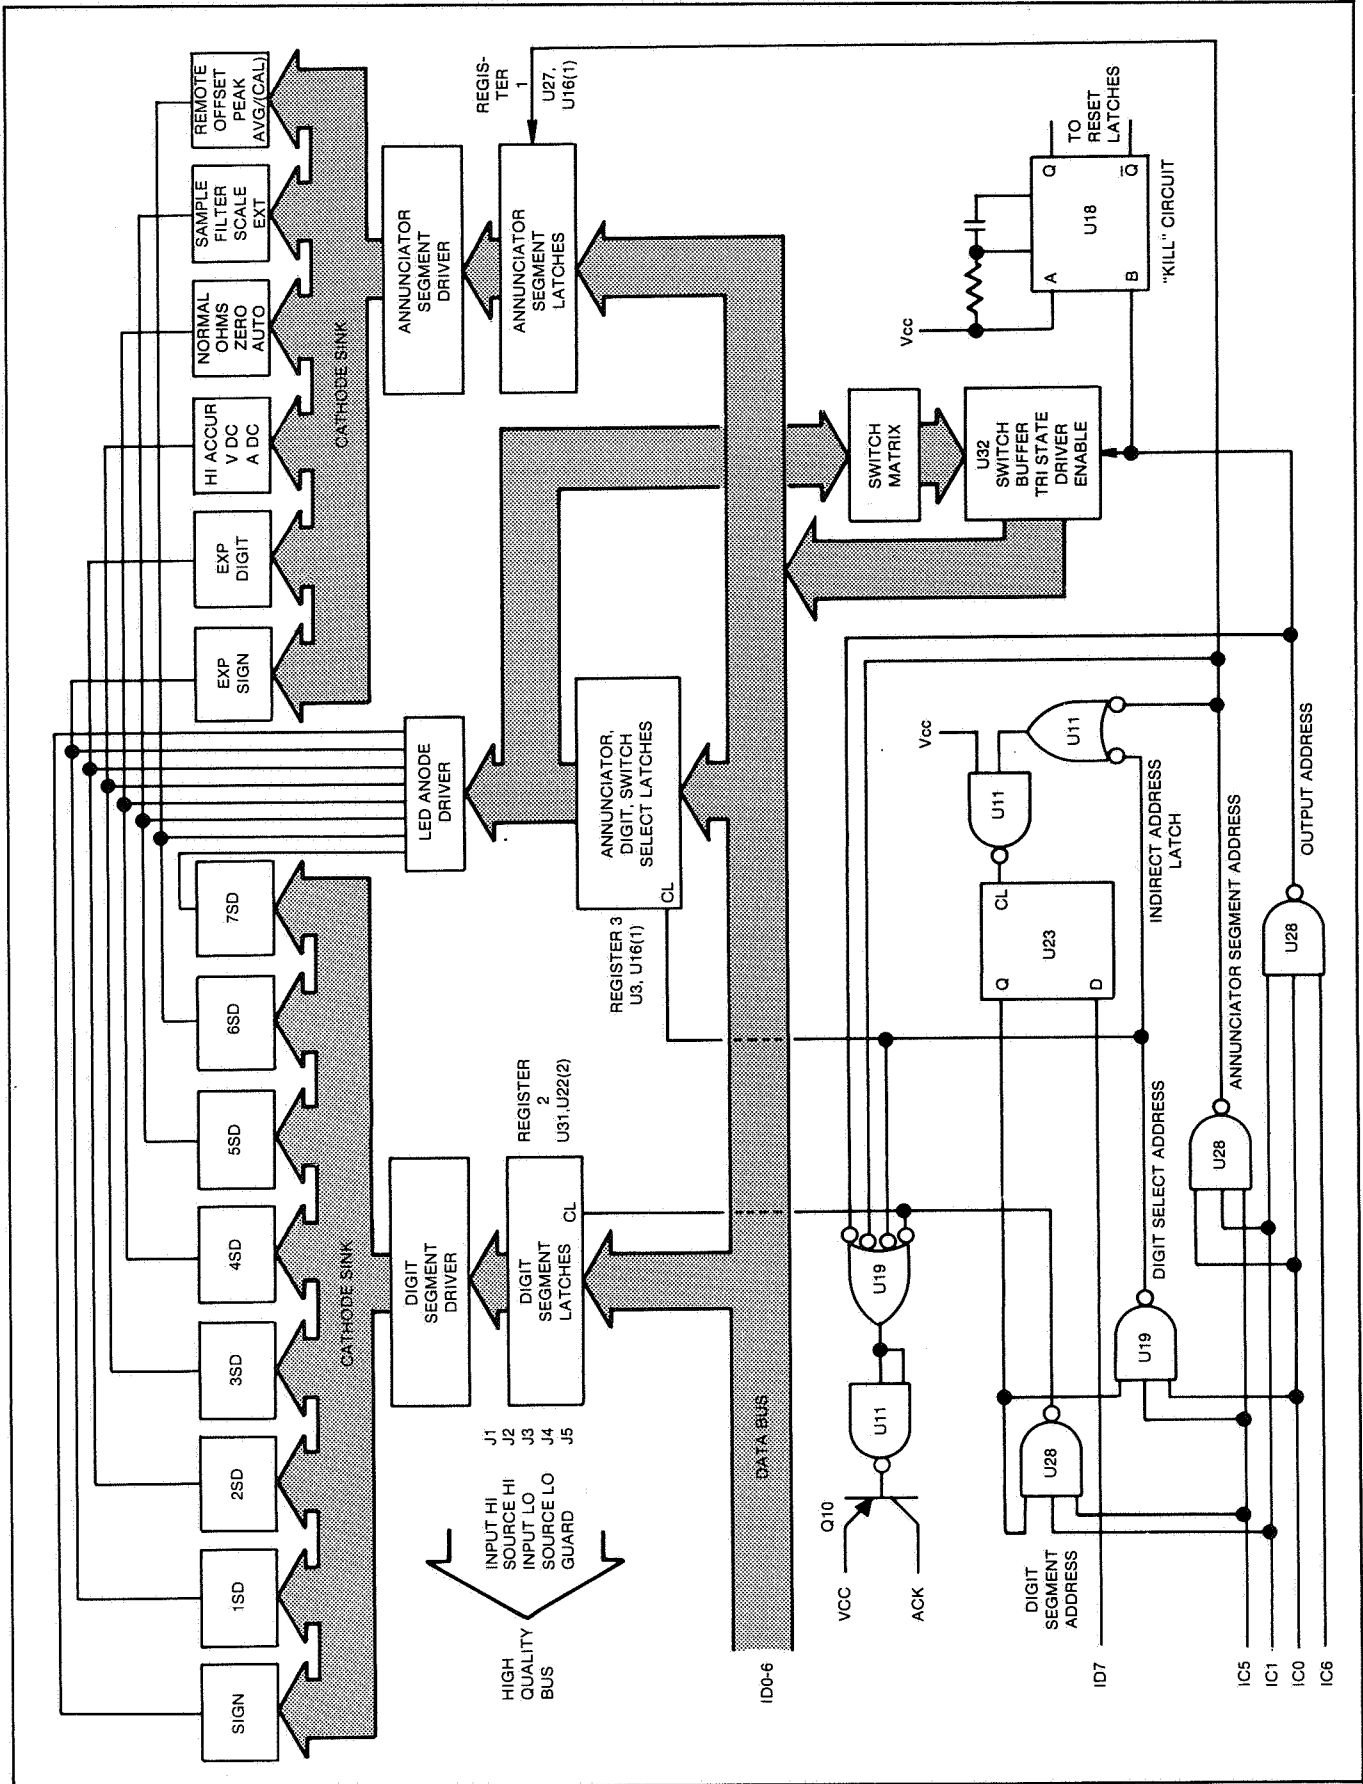 SIGN
1SD
2SD
3SD
4SD
5SD
6SD
7SD
EXP
SIGN
EXP
DIGIT
HI ACCUR
V DC
A DC
NORMAL
OHMS
ZERO
AUTO
SAMPLE
FILTER
SCALE
EXT
REMOTE
OFFSET
PEAK
AVG/(CAL)
CATHODE SINK
CATHODE SINK
DIGIT
SEGMENT
DRIVER
LED ANODE
DRIVER
ANNUNCIATOR
SEGMENT
DRIVER
HIGH
QUALITY
BUS
INPUT HI J1
SOURCE HI J2
INPUT LO J3
SOURCE LO J4
GUARD J5
DIGIT
SEGMENT
LATCHES
CL
REGISTER
2
U31,U22(2)
REGISTER 3
U3, U16(1)
ANNUNCIATOR,
DIGIT, SWITCH
SELECT LATCHES
CL
ANNUNCIATOR
SEGMENT
LATCHES
REGIS-
TER
1
U27,
U16(1)
ID0-6
DATA BUS
SWITCH
MATRIX
U32
SWITCH
BUFFER
TRI STATE
DRIVER
ENABLE
Vcc
A
B
U18
Q
Q̅
TO
RESET
LATCHES
"KILL" CIRCUIT
VCC
Q10
ACK
U11
U19
Vcc
U11
U11
CL
U23
Q
D
INDIRECT ADDRESS
LATCH
DIGIT
SEGMENT
ADDRESS
U28
U19
DIGIT SELECT ADDRESS
U28
ANNUNCIATOR SEGMENT ADDRESS
U28
OUTPUT ADDRESS
ID7
IC5
IC1
IC0
IC6